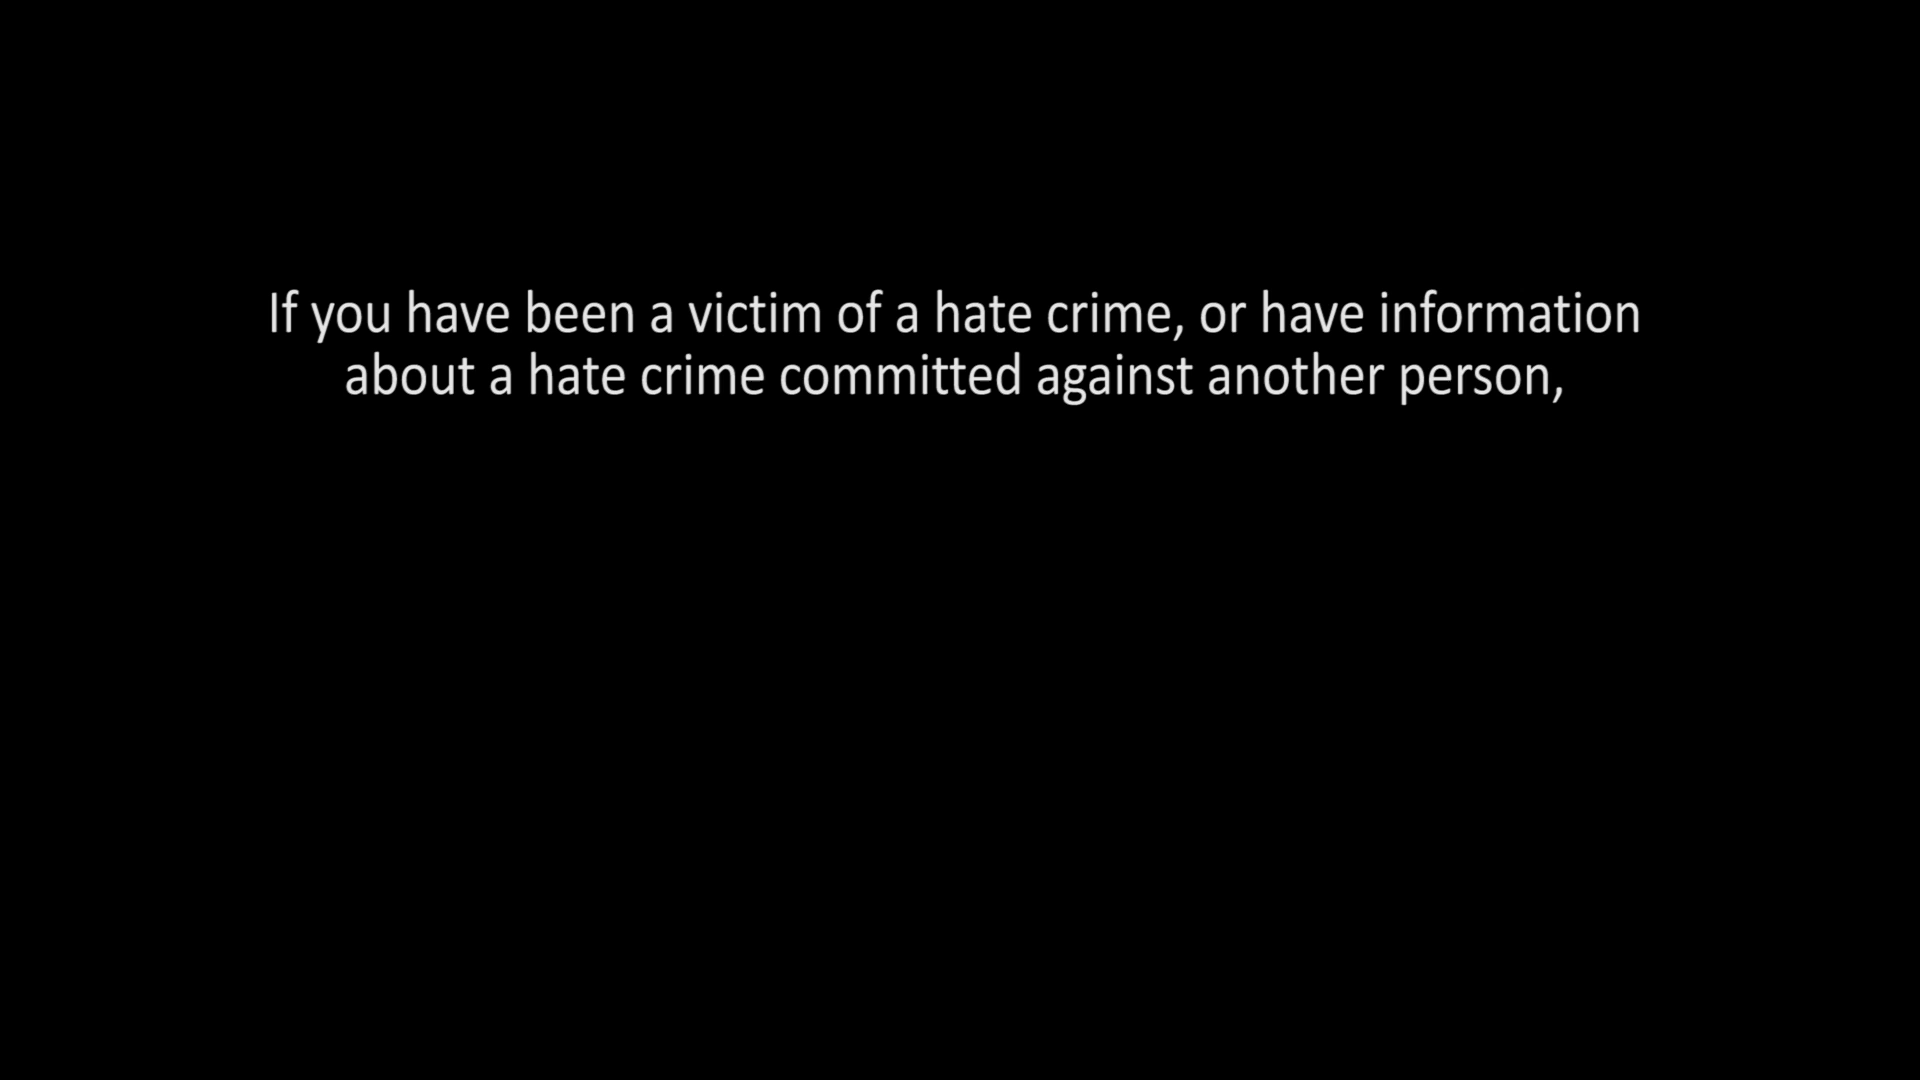 If you have been a victim of a hate crime, or have information
about a hate crime committed against another person,